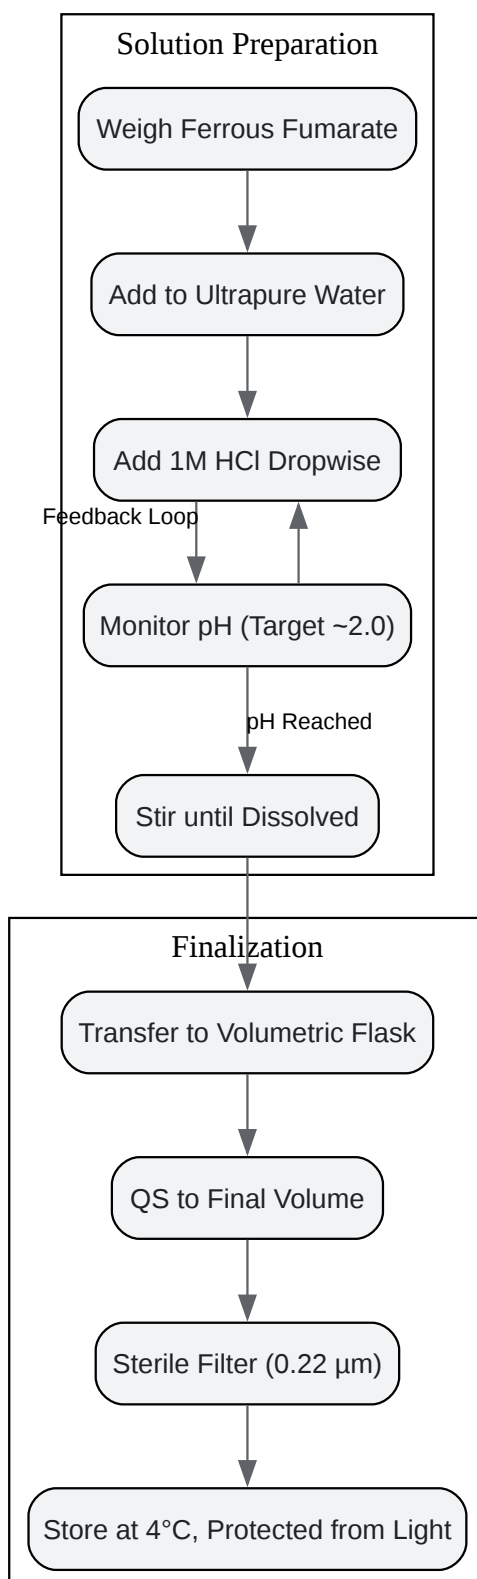 Solution Preparation
Weigh Ferrous Fumarate
Add to Ultrapure Water
Add 1M HCl Dropwise
Feedback Loop
Monitor pH (Target ~2.0)
pH Reached
Stir until Dissolved
Finalization
Transfer to Volumetric Flask
QS to Final Volume
Sterile Filter (0.22 µm)
Store at 4°C, Protected from Light